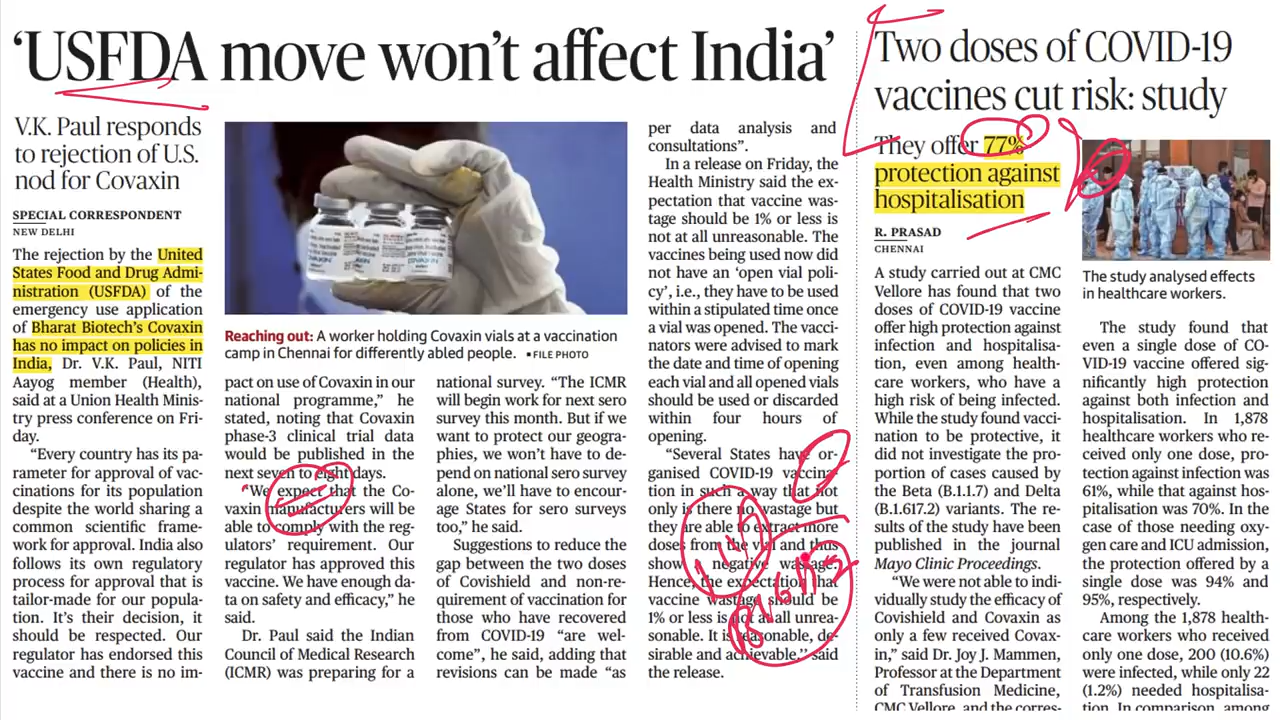 ‘USFDA move won’t affect India’
V.K. Paul responds
to rejection of U.S.
nod for Covaxin
SPECIAL CORRESPONDENT
NEW DELHI
The rejection by the United
States Food and Drug Admi-
nistration (USFDA) of the
emergency use application
of Bharat Biotech’s Covaxin
has no impact on policies in
India, Dr. V.K. Paul, NITI
Aayog member (Health),
said at a Union Health Minis-
try press conference on Fri-
day.
“Every country has its pa-
rameter for approval of vac-
cinations for its population
despite the world sharing a
common scientific frame-
work for approval. India also
follows its own regulatory
process for approval that is
tailor-made for our popula-
tion. It’s their decision, it
should be respected. Our
regulator has endorsed this
vaccine and there is no im-
COVAXIN
Reaching out: A worker holding Covaxin vials at a vaccination
camp in Chennai for differently abled people. ▪ FILE PHOTO
pact on use of Covaxin in our
national programme,” he
stated, noting that Covaxin
phase-3 clinical trial data
would be published in the
next seven to eight days.
“We expect that the Co-
vaxin manufacturers will be
able to comply with the reg-
ulators’ requirement. Our
regulator has approved this
vaccine. We have enough da-
ta on safety and efficacy,” he
said.
Dr. Paul said the Indian
Council of Medical Research
(ICMR) was preparing for a
national survey. “The ICMR
will begin work for next sero
survey this month. But if we
want to protect our geogra-
phies, we won’t have to de-
pend on national sero survey
alone, we’ll have to encour-
age States for sero surveys
too,” he said.
Suggestions to reduce the
gap between the two doses
of Covishield and non-re-
quirement of vaccination for
those who have recovered
from COVID-19 “are wel-
come”, he said, adding that
revisions can be made “as
per data analysis and
consultations”.
In a release on Friday, the
Health Ministry said the ex-
pectation that vaccine was-
tage should be 1% or less is
not at all unreasonable. The
vaccines being used now did
not have an ‘open vial poli-
cy’, i.e., they have to be used
within a stipulated time once
a vial was opened. The vacci-
nators were advised to mark
the date and time of opening
each vial and all opened vials
should be used or discarded
within four hours of
opening.
“Several States have or-
ganised COVID-19 vaccina-
tion in such a way that not
only is there no wastage but
they are able to extract more
doses from the vial and thus
show a negative wastage.
Hence, the expectation that
vaccine wastage should be
1% or less is not at all unrea-
sonable. It is reasonable, de-
sirable and achievable,” said
the release.
Two doses of COVID-19
vaccines cut risk: study
They offer 77%
protection against
hospitalisation
R. PRASAD
CHENNAI
A study carried out at CMC
Vellore has found that two
doses of COVID-19 vaccine
offer high protection against
infection and hospitalisa-
tion, even among health-
care workers, who have a
high risk of being infected.
While the study found vacci-
nation to be protective, it
did not investigate the pro-
portion of cases caused by
the Beta (B.1.1.7) and Delta
(B.1.617.2) variants. The re-
sults of the study have been
published in the journal
Mayo Clinic Proceedings.
“We were not able to indi-
vidually study the efficacy of
Covishield and Covaxin as
only a few received Covax-
in,” said Dr. Joy J. Mammen,
Professor at the Department
of Transfusion Medicine,
CMC Vellore, and the corres-
The study analysed effects
in healthcare workers.
The study found that
even a single dose of CO-
VID-19 vaccine offered sig-
nificantly high protection
against both infection and
hospitalisation. In 1,878
healthcare workers who re-
ceived only one dose, pro-
tection against infection was
61%, while that against hos-
pitalisation was 70%. In the
case of those needing oxy-
gen care and ICU admission,
the protection offered by a
single dose was 94% and
95%, respectively.
Among the 1,878 health-
care workers who received
only one dose, 200 (10.6%)
were infected, while only 22
(1.2%) needed hospitalisa-
tion. In comparison, among